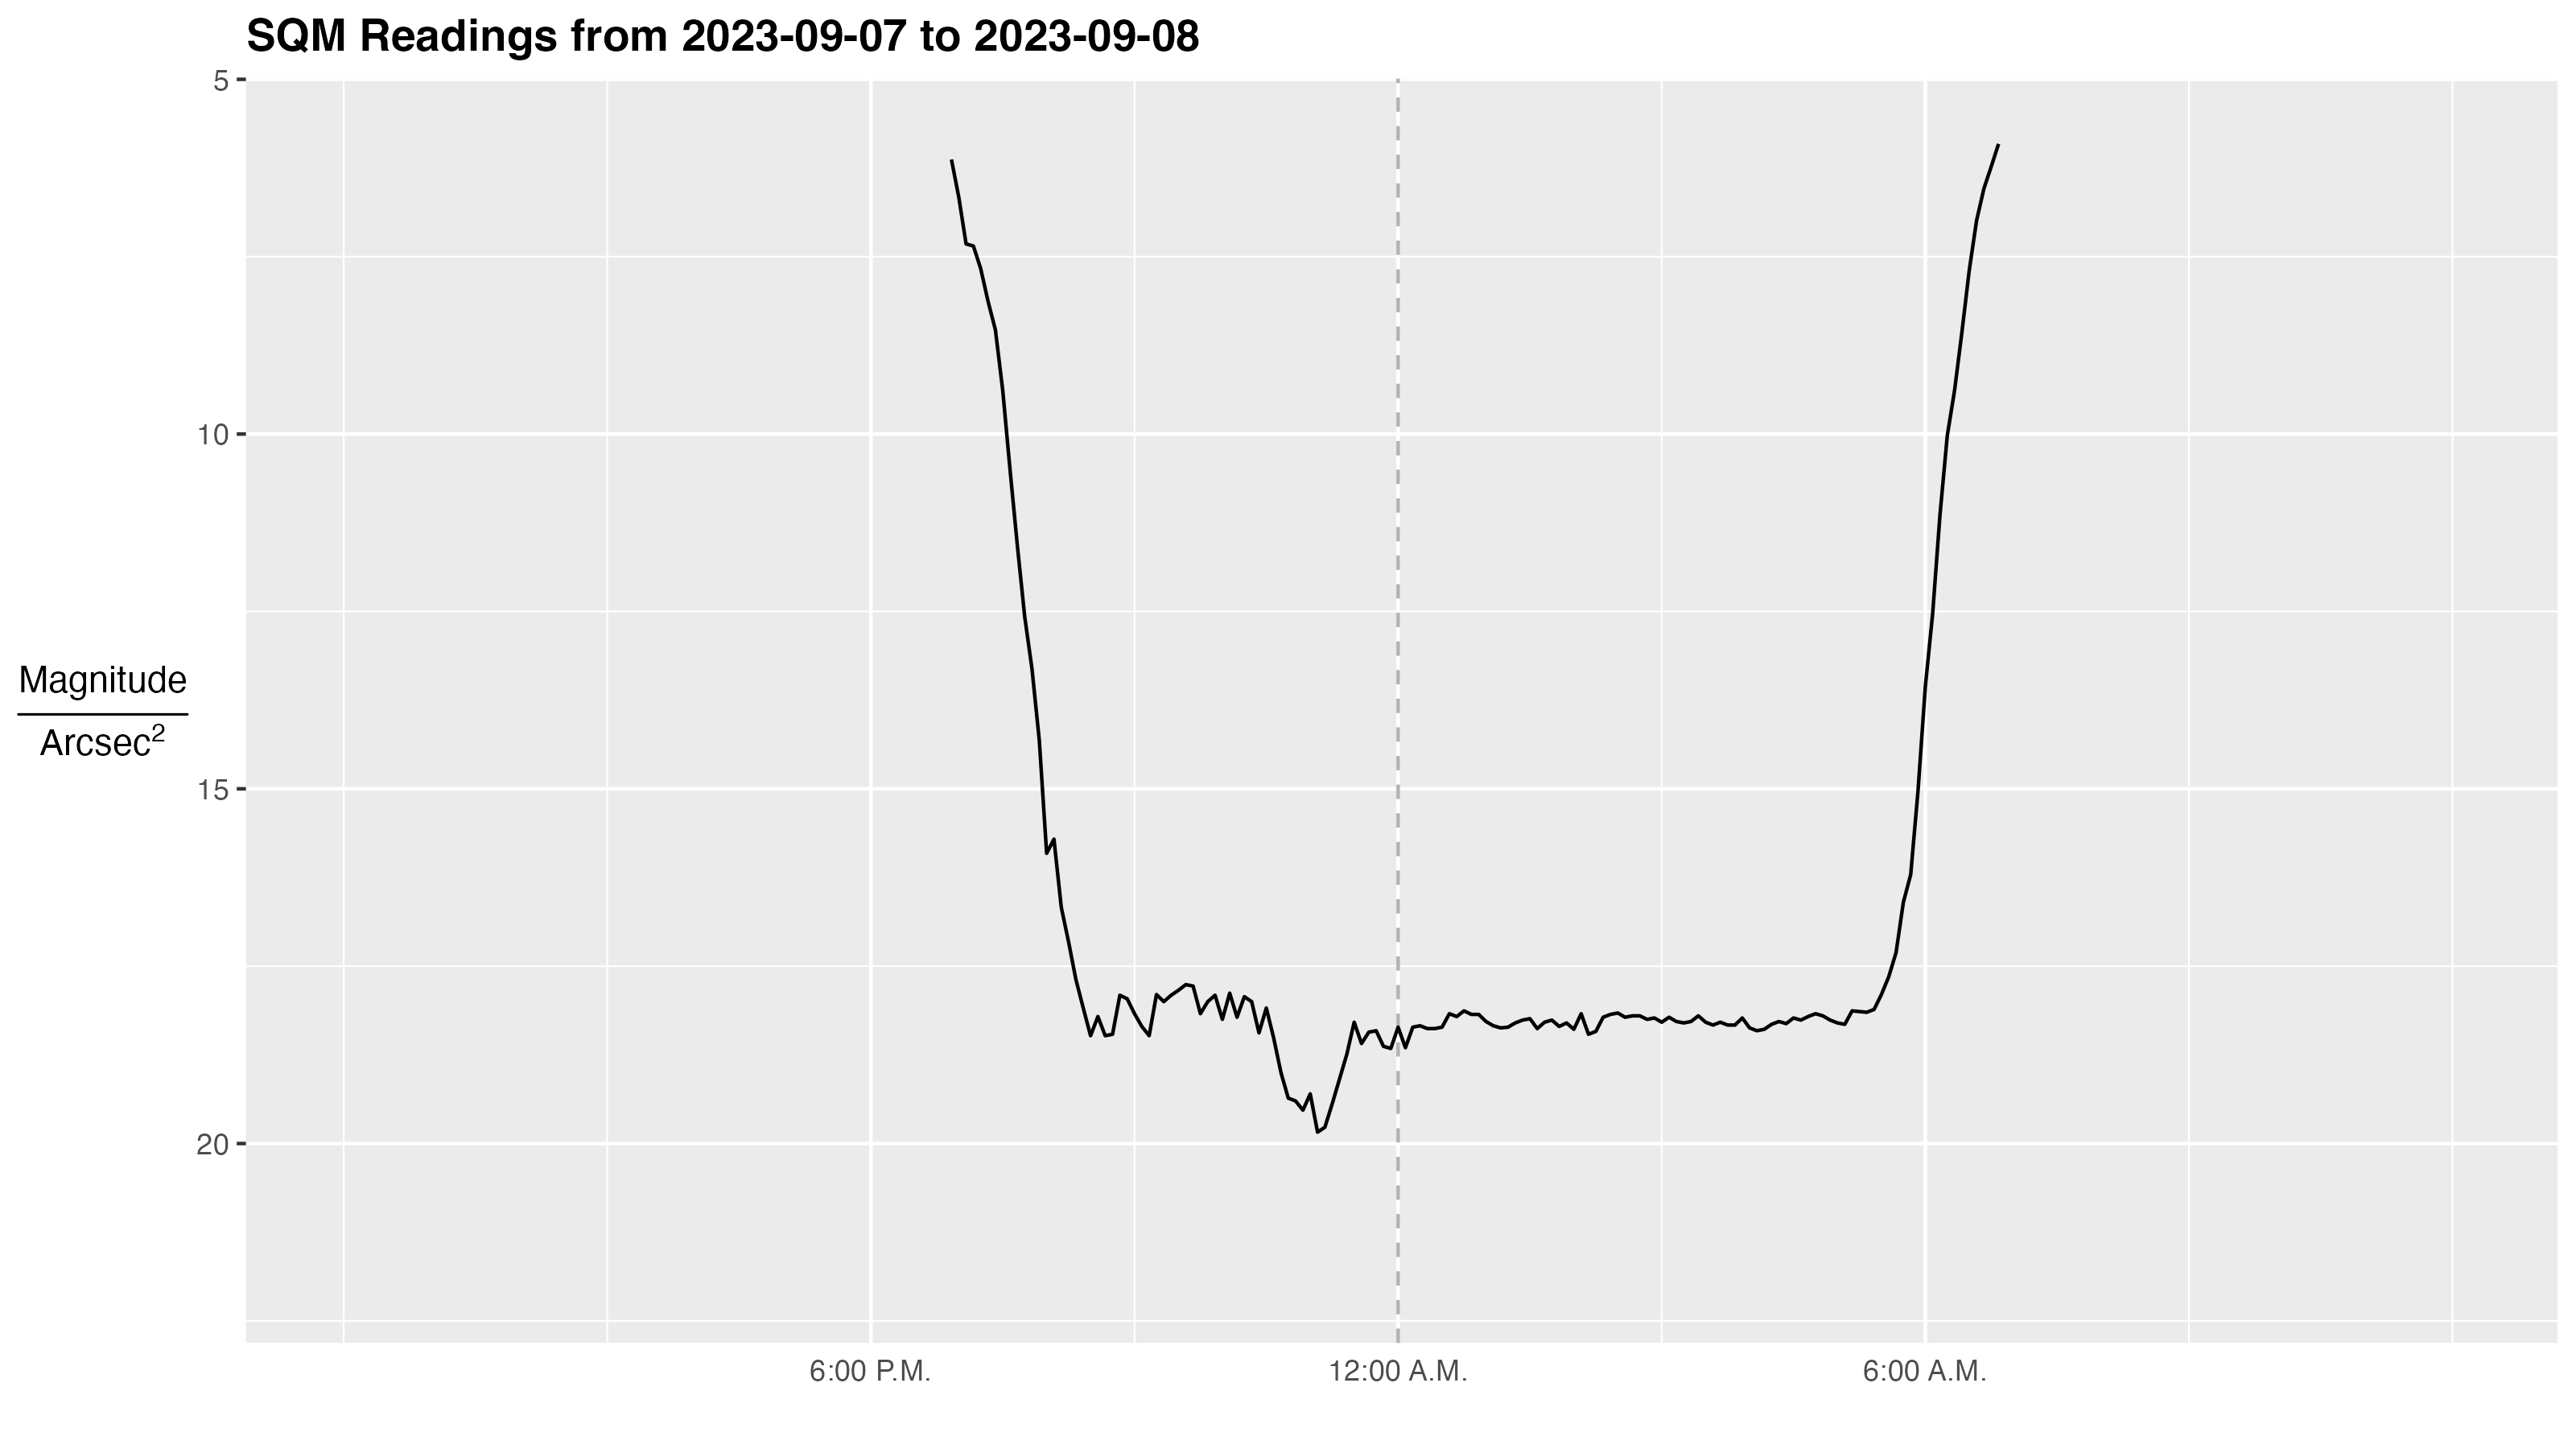 SQM Readings from 2023-09-07 to 2023-09-08
5
10
15
20
Magnitude
Arcsec²
6:00 P.M.
12:00 A.M.
6:00 A.M.